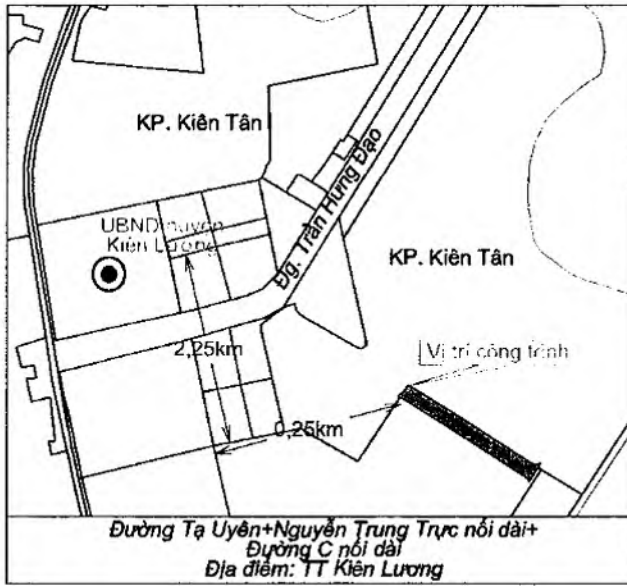 KP. Kiên Tân
Đg. Trần Hưng Đạo
UBND huyện
Kiên Lương
KP. Kiên Tân
2,25km
Vị trí công trình
0,25km
Đường Tạ Uyên+Nguyễn Trung Trực nối dài+
Đường C nối dài
Địa điểm: TT Kiên Lương